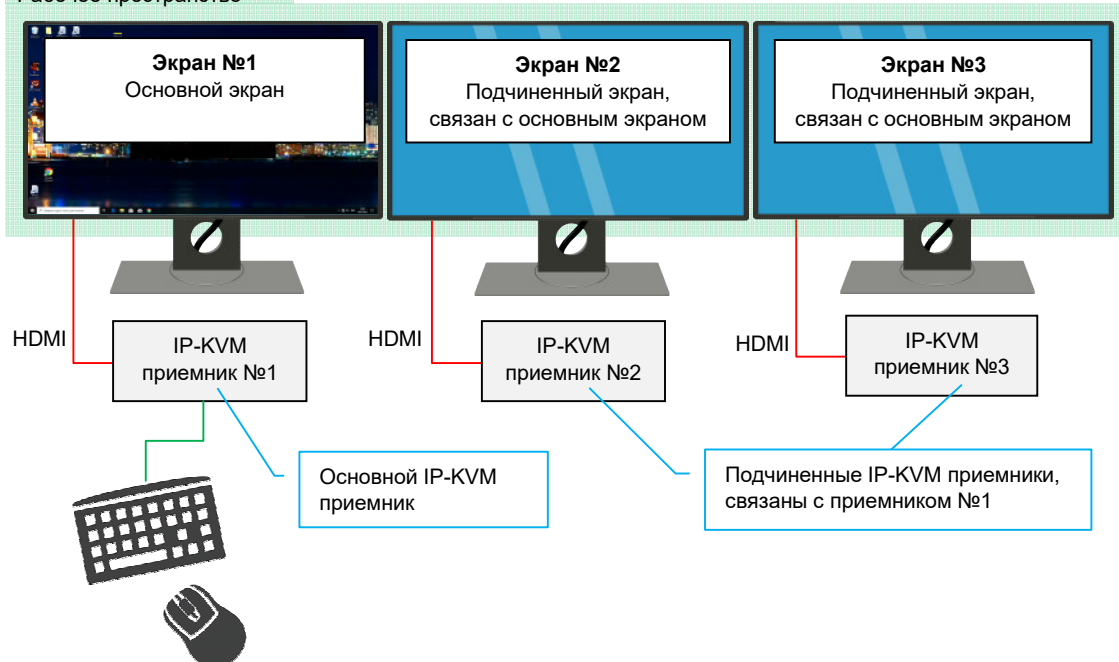 Рабочее пространство
Экран №1
Основной экран
Экран №2
Подчиненный экран,
связан с основным экраном
Экран №3
Подчиненный экран,
связан с основным экраном
HDMI
IP-KVM
приемник №1
HDMI
IP-KVM
приемник №2
HDMI
IP-KVM
приемник №3
Основной IP-KVM
приемник
Подчиненные IP-KVM приемники,
связаны с приемником №1